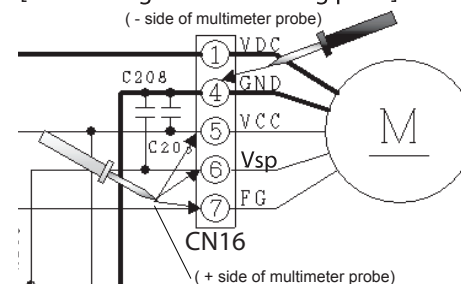 ( - side of multimeter probe)
1 VDC
C208
4 GND
5 VCC
C203
6 Vsp
7 FG
M
CN16
( + side of multimeter probe)